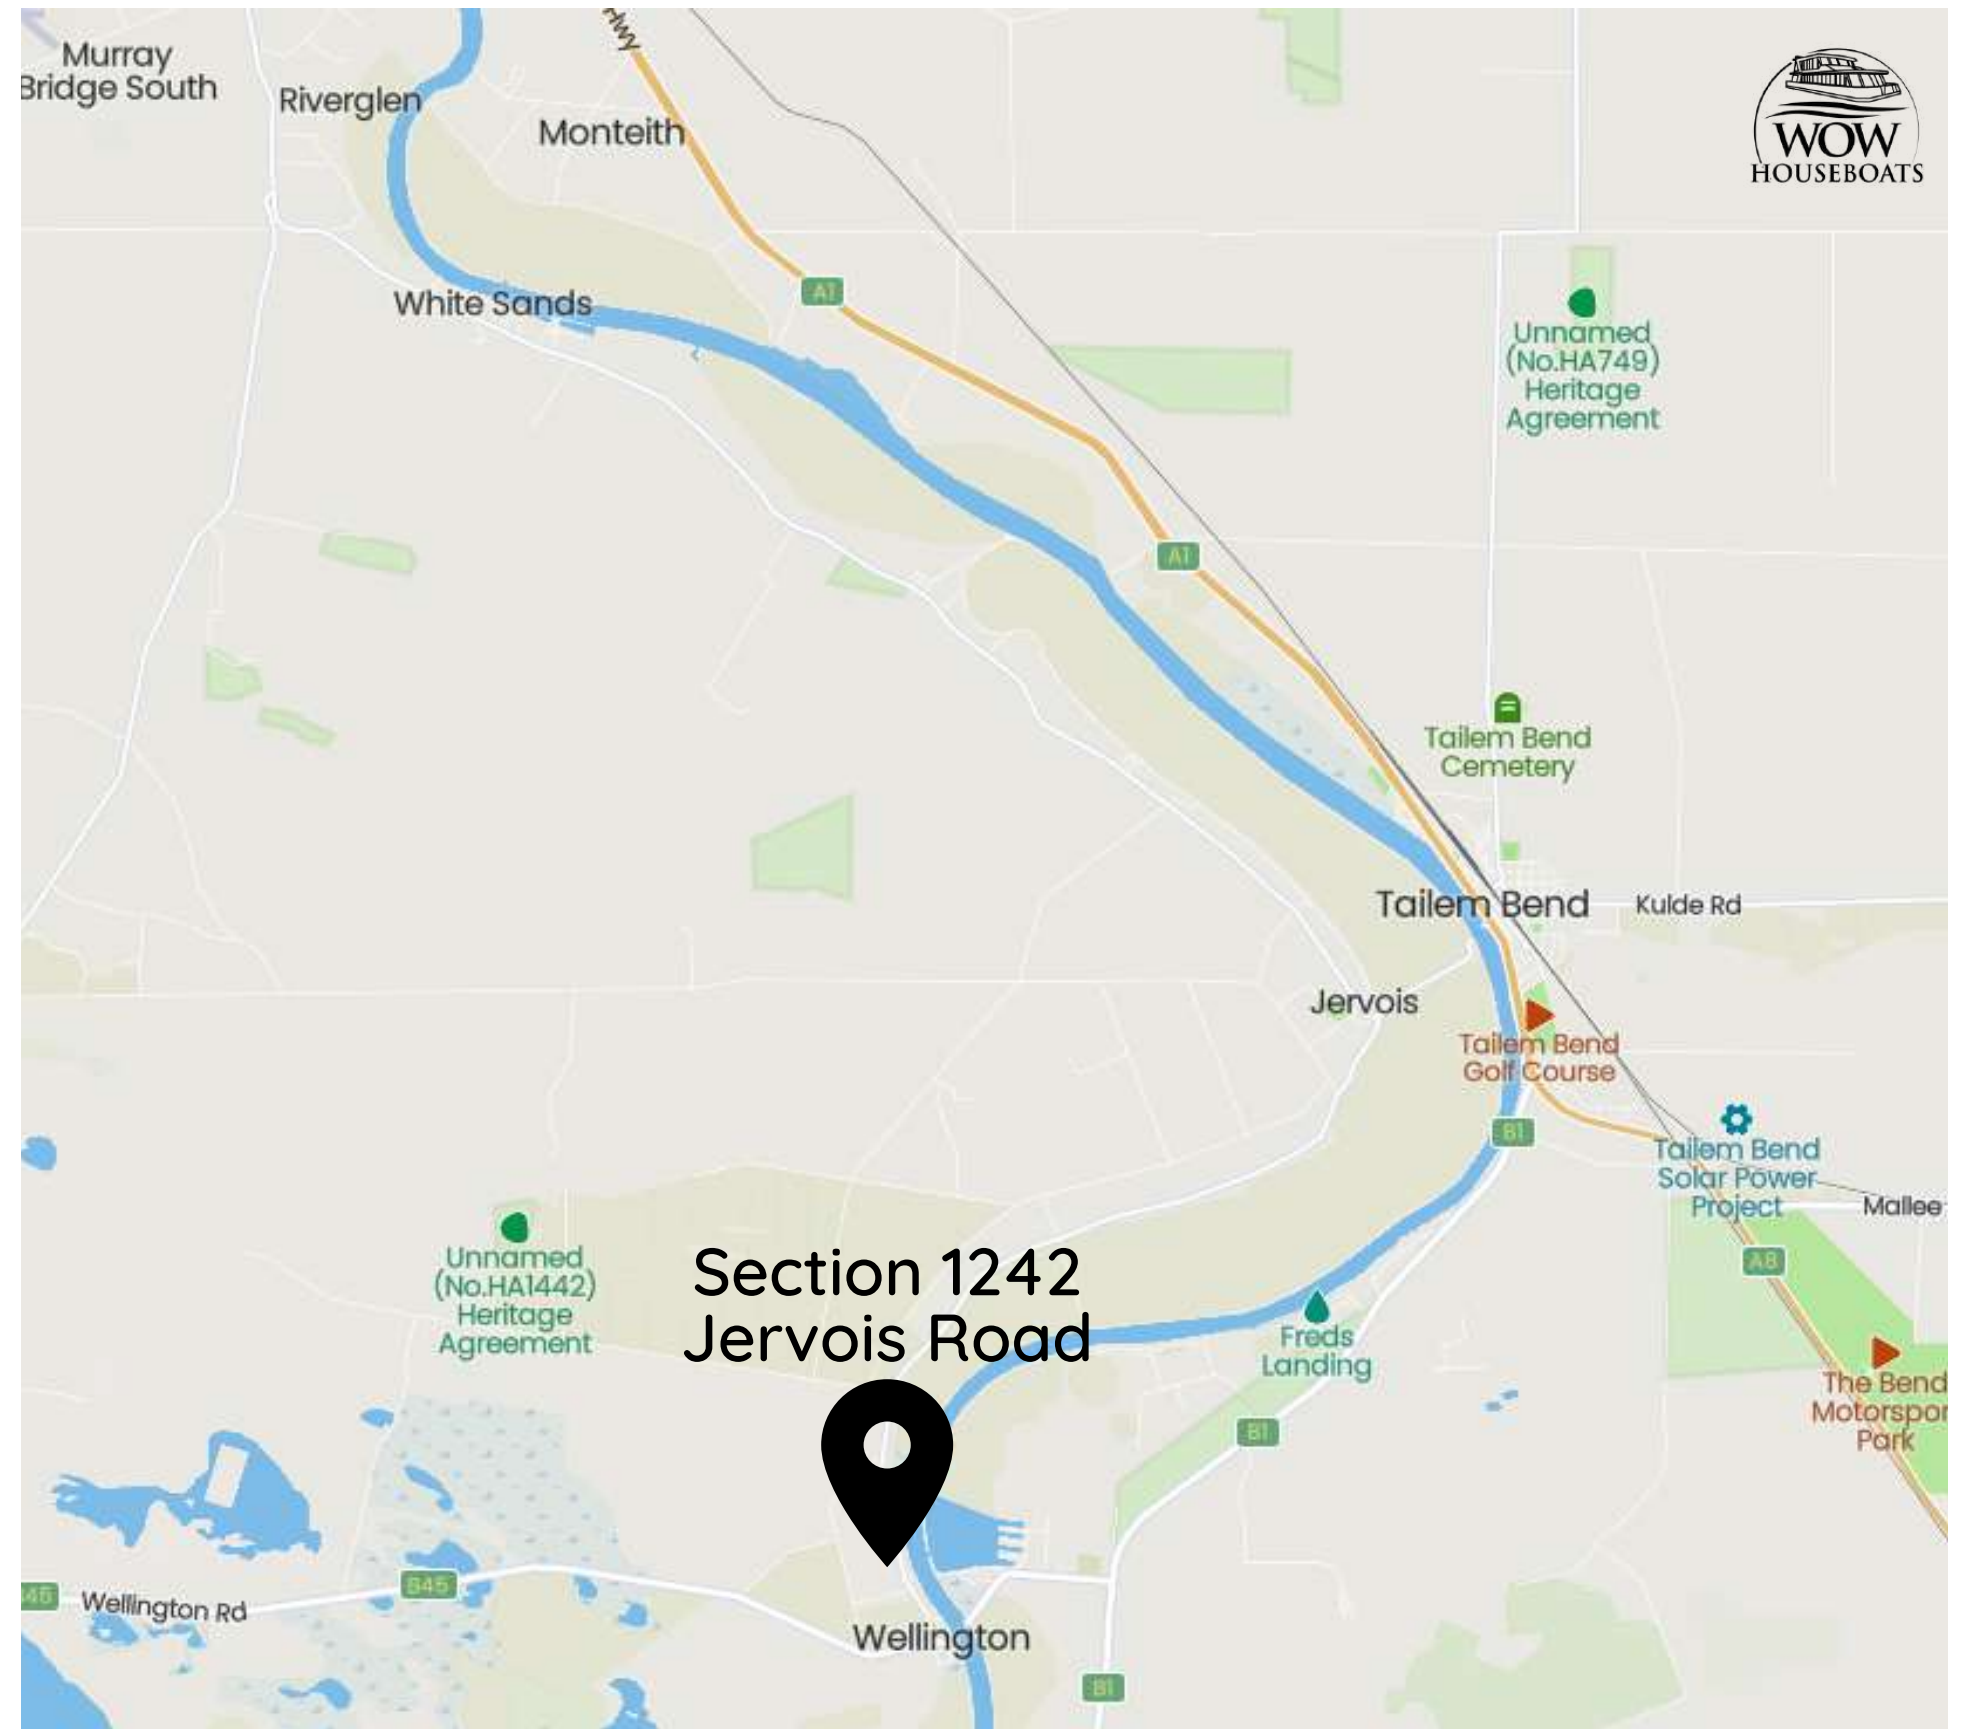 Hwy
Murray
Bridge South
Riverglen
Monteith
WOW
HOUSEBOATS
White Sands
A1
Unnamed
(No.HA749)
Heritage
Agreement
A1
Tailem Bend
Cemetery
Tailem Bend
Kulde Rd
Jervois
Tailem Bend
Golf Course
B1
Tailem Bend
Solar Power
Project
Mallee
A8
Unnamed
(No.HA1442)
Heritage
Agreement
Section 1242
Jervois Road
Freds
Landing
The Bend
Motorspor
Park
B1
B45
B45
Wellington Rd
Wellington
B1